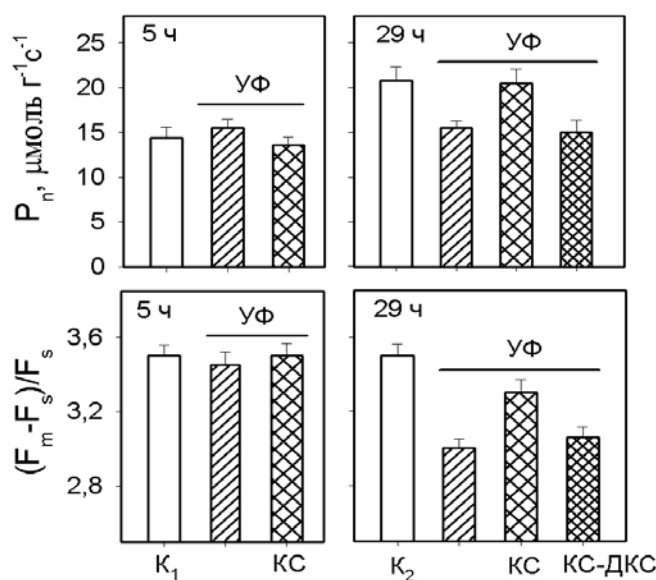 5 ч
29 ч
УФ
УФ
25
20
15
10
5
0
Pn, μмоль г⁻¹с⁻¹
5 ч
29 ч
УФ
УФ
3,6
3,2
2,8
(Fm-Fs)/Fs
К₁
КС
К₂
КС
КС-ДКС